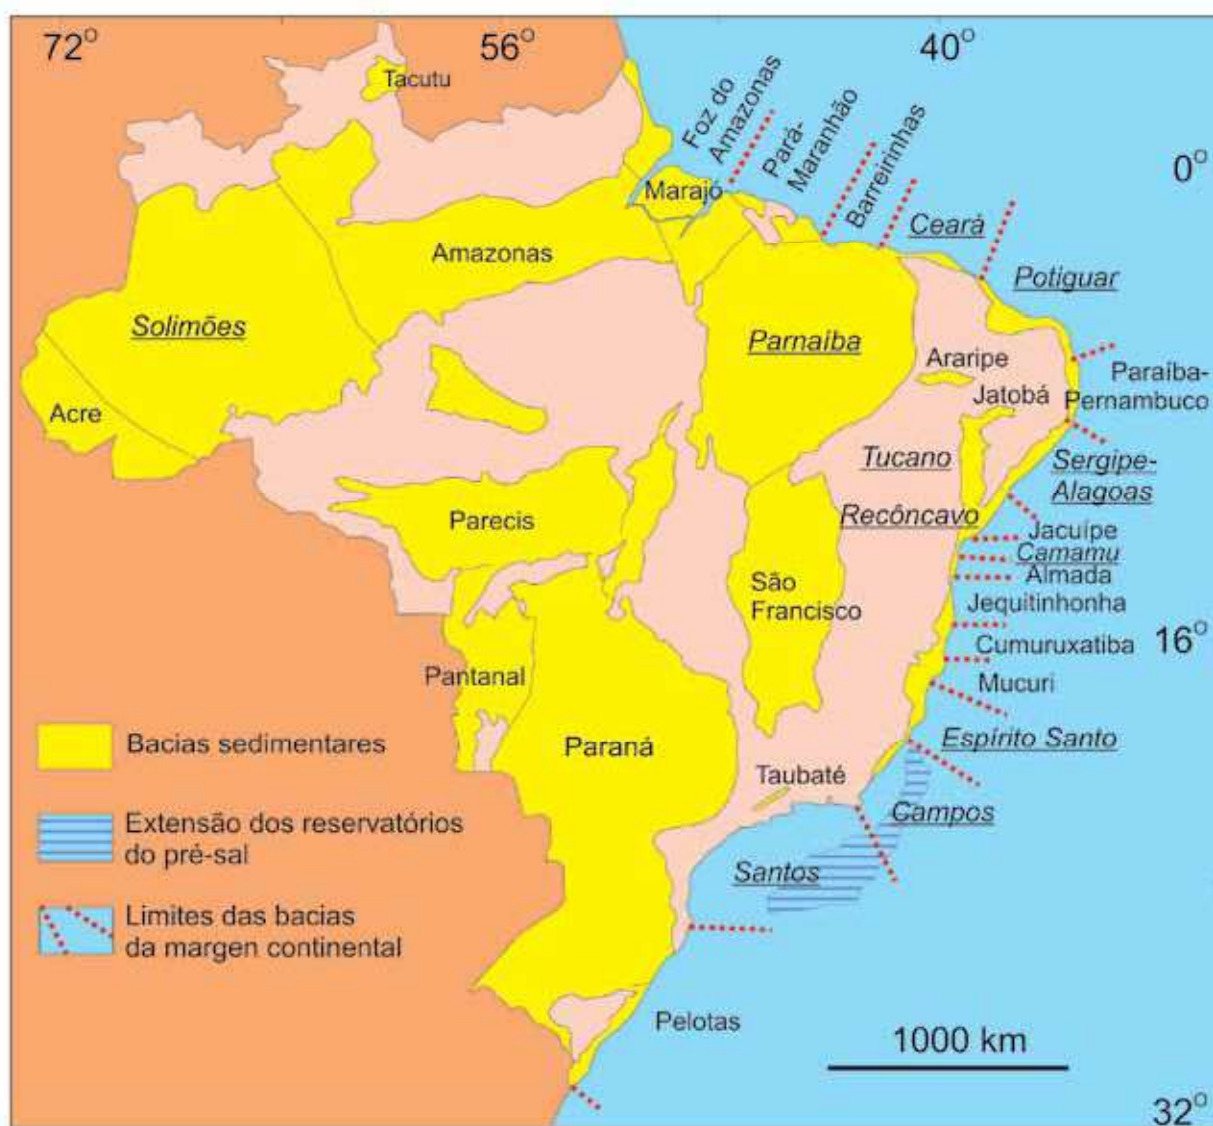 72°
56°
40°
Tacutu
Foz do
Amazonas
Pará-
Maranhão
Barreirinhas
0°
Marajó
Ceará
Amazonas
Potiguar
Solimões
Parnaíba
Araripe
Jatobá
Paraíba-
Pernambuco
Acre
Tucano
Sergipe-
Alagoas
Parecis
Recôncavo
Jacuípe
Camamu
Almada
São
Francisco
Jequitinhonha
16°
Cumuruxatiba
Pantanal
Mucuri
Paraná
Espírito Santo
Taubaté
Campos
Santos
Bacias sedimentares
Extensão dos reservatórios
do pré-sal
Limites das bacias
da margen continental
Pelotas
1000 km
32°